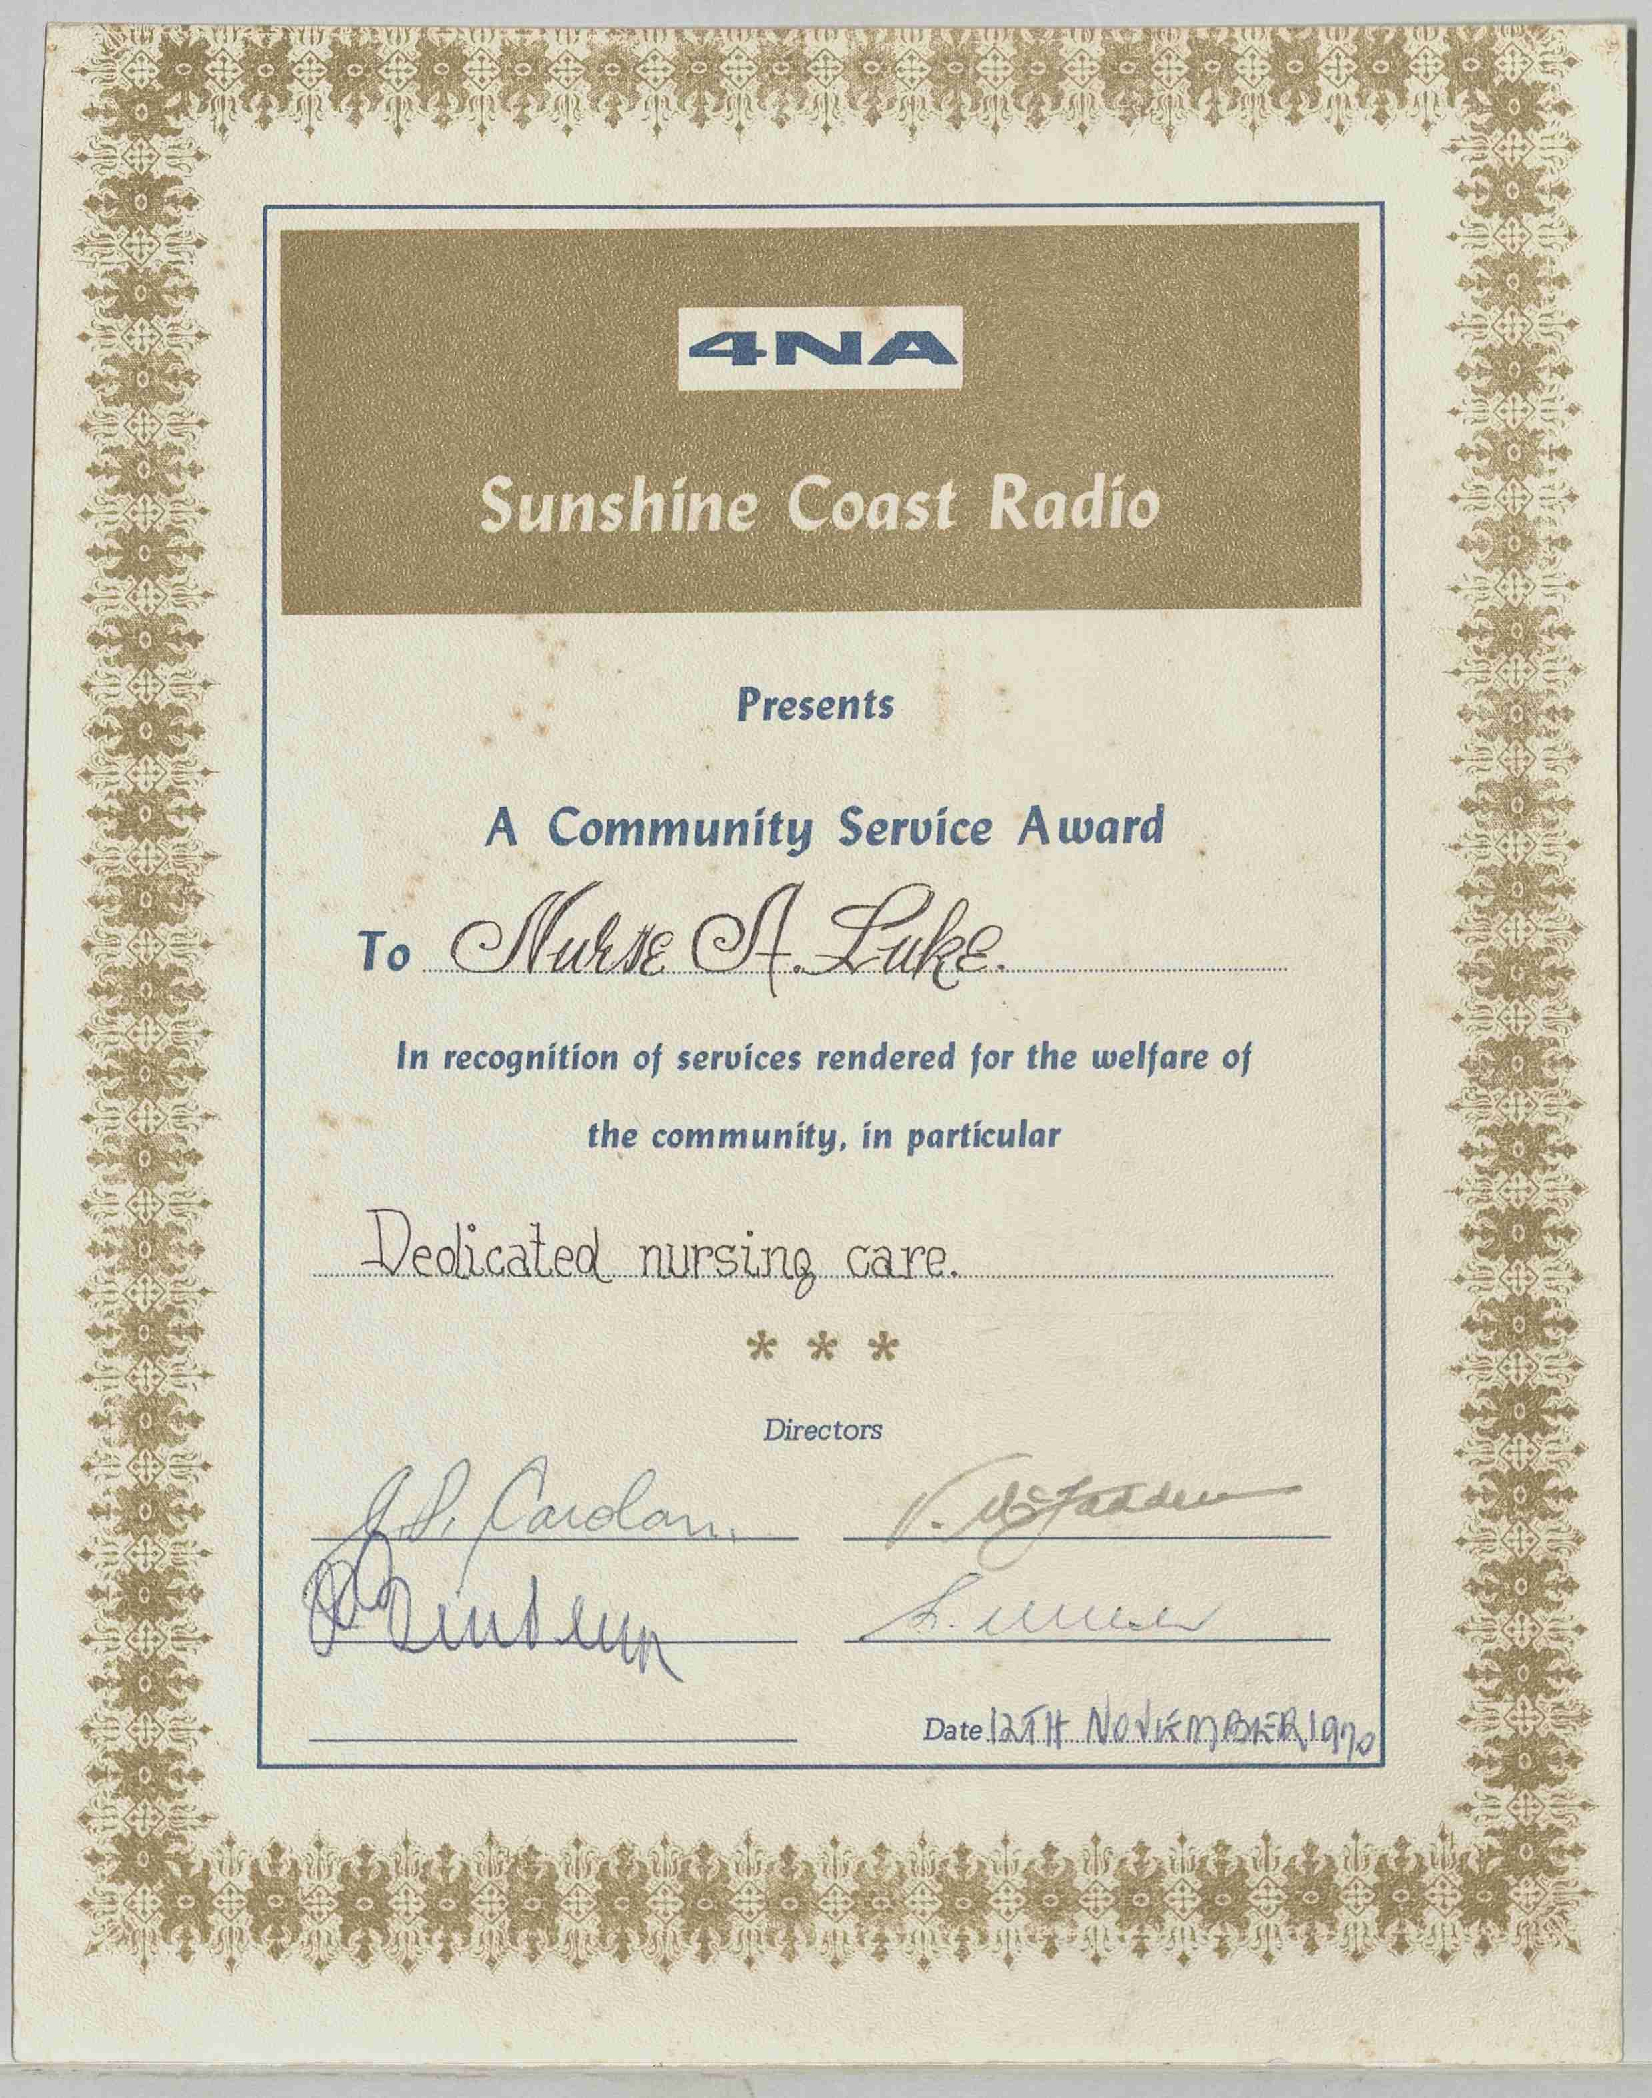 4NA
Sunshine Coast Radio
Presents
A Community Service Award
To Nurse A. Luke.
In recognition of services rendered for the welfare of
the community, in particular
Dedicated nursing care.
* * *
Directors
V. McFadden
Date 12TH NOVEMBER 1970